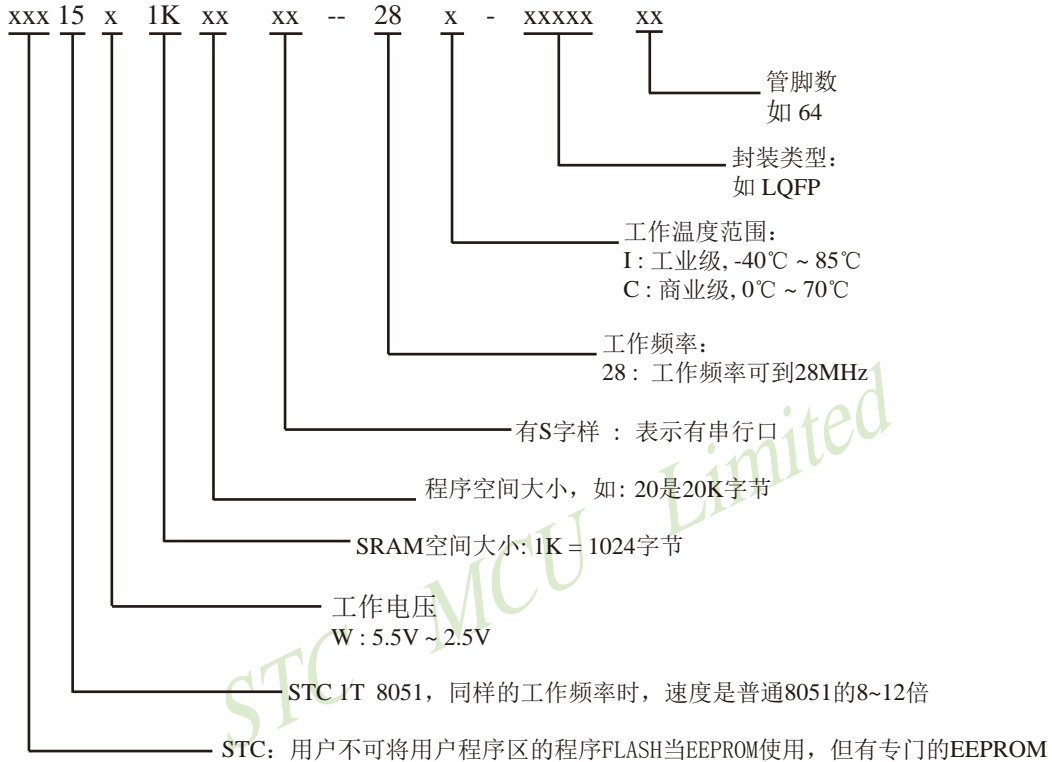 xxx 15 x 1K xx xx -- 28 x - xxxxx xx
管脚数
如 64
封装类型:
如 LQFP
工作温度范围:
I : 工业级, -40℃ ~ 85℃
C : 商业级, 0℃ ~ 70℃
工作频率:
28 : 工作频率可到28MHz
有S字样 : 表示有串行口
程序空间大小，如: 20是20K字节
SRAM空间大小: 1K = 1024字节
工作电压
W : 5.5V ~ 2.5V
STC 1T 8051，同样的工作频率时，速度是普通8051的8~12倍
STC: 用户不可将用户程序区的程序FLASH当EEPROM使用，但有专门的EEPROM
STC MCU Limited